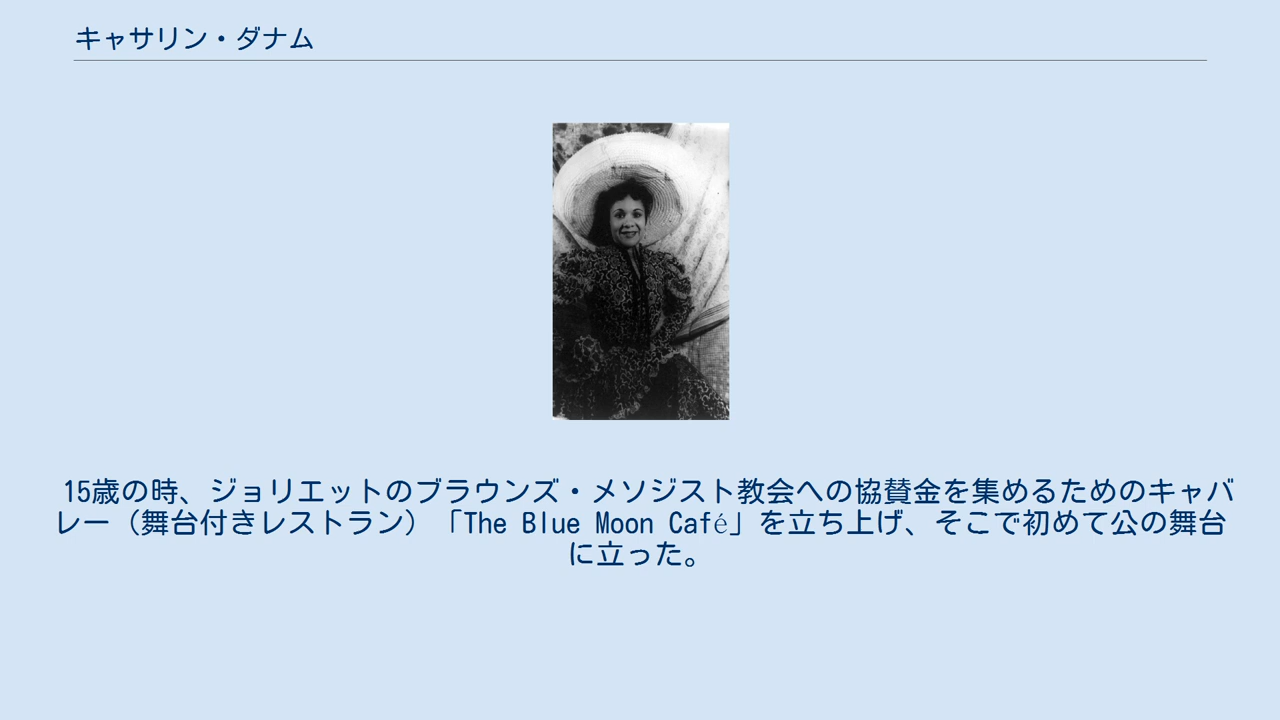 キャサリン・ダナム
15歳の時、ジョリエットのブラウンズ・メソジスト教会への協賛金を集めるためのキャバ
レー（舞台付きレストラン）「The Blue Moon Café」を立ち上げ、そこで初めて公の舞台
に立った。